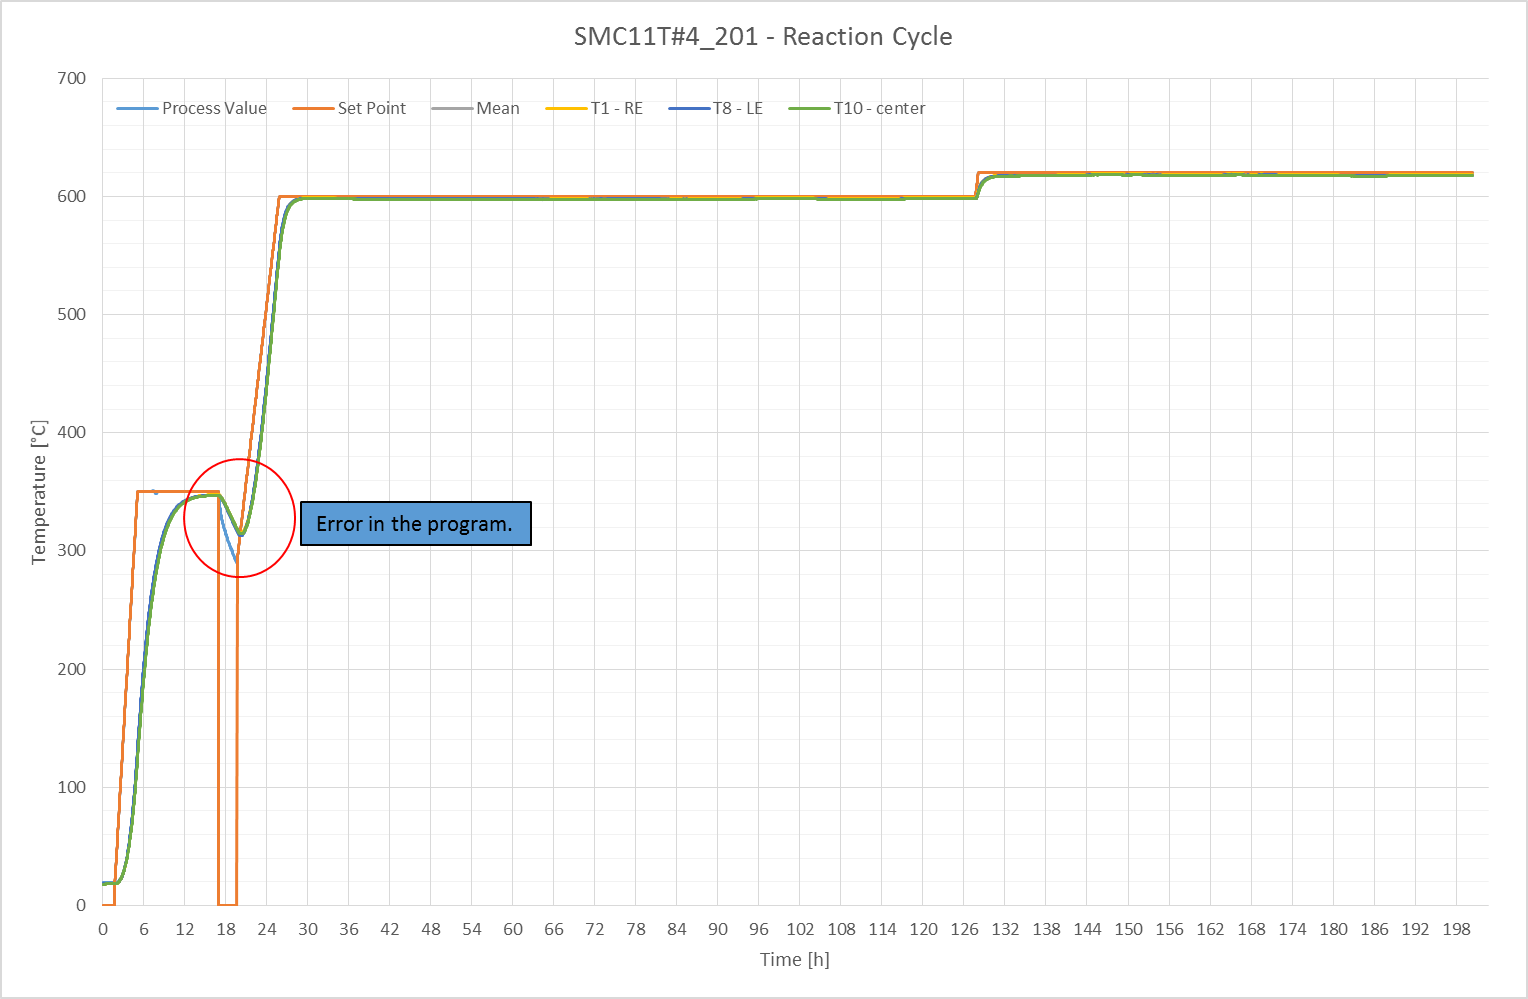 SMC11T#4_201 - Reaction Cycle
700
Process Value Set Point Mean T1 - RE T8 - LE T10 - center
600
500
400
300
200
100
0
Temperature [°C]
Error in the program.
0 6 12 18 24 30 36 42 48 54 60 66 72 78 84 90 96 102 108 114 120 126 132 138 144 150 156 162 168 174 180 186 192 198
Time [h]